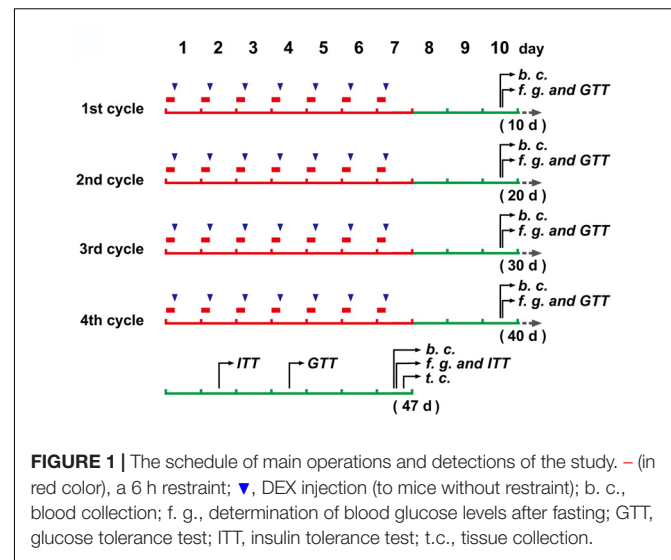 1 2 3 4 5 6 7 8 9 10 day
b. c.
f. g. and GTT
1st cycle
( 10 d )
b. c.
f. g. and GTT
2nd cycle
( 20 d )
b. c.
f. g. and GTT
3rd cycle
( 30 d )
b. c.
f. g. and GTT
4th cycle
( 40 d )
b. c.
ITT GTT f. g. and ITT
t. c.
( 47 d )
FIGURE 1 | The schedule of main operations and detections of the study. – (in
red color), a 6 h restraint; ▼, DEX injection (to mice without restraint); b. c.,
blood collection; f. g., determination of blood glucose levels after fasting; GTT,
glucose tolerance test; ITT, insulin tolerance test; t.c., tissue collection.